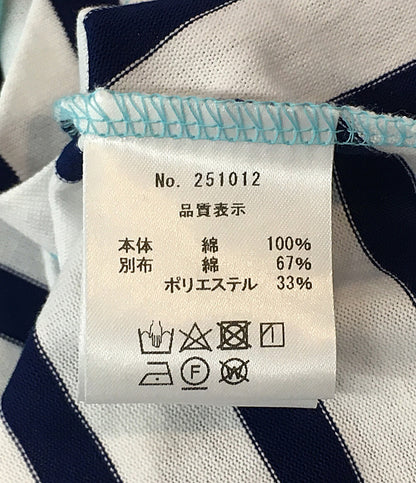 No. 251012
品質表示
本体 綿 100%
別布 綿 67%
ポリエステル 33%
F
W